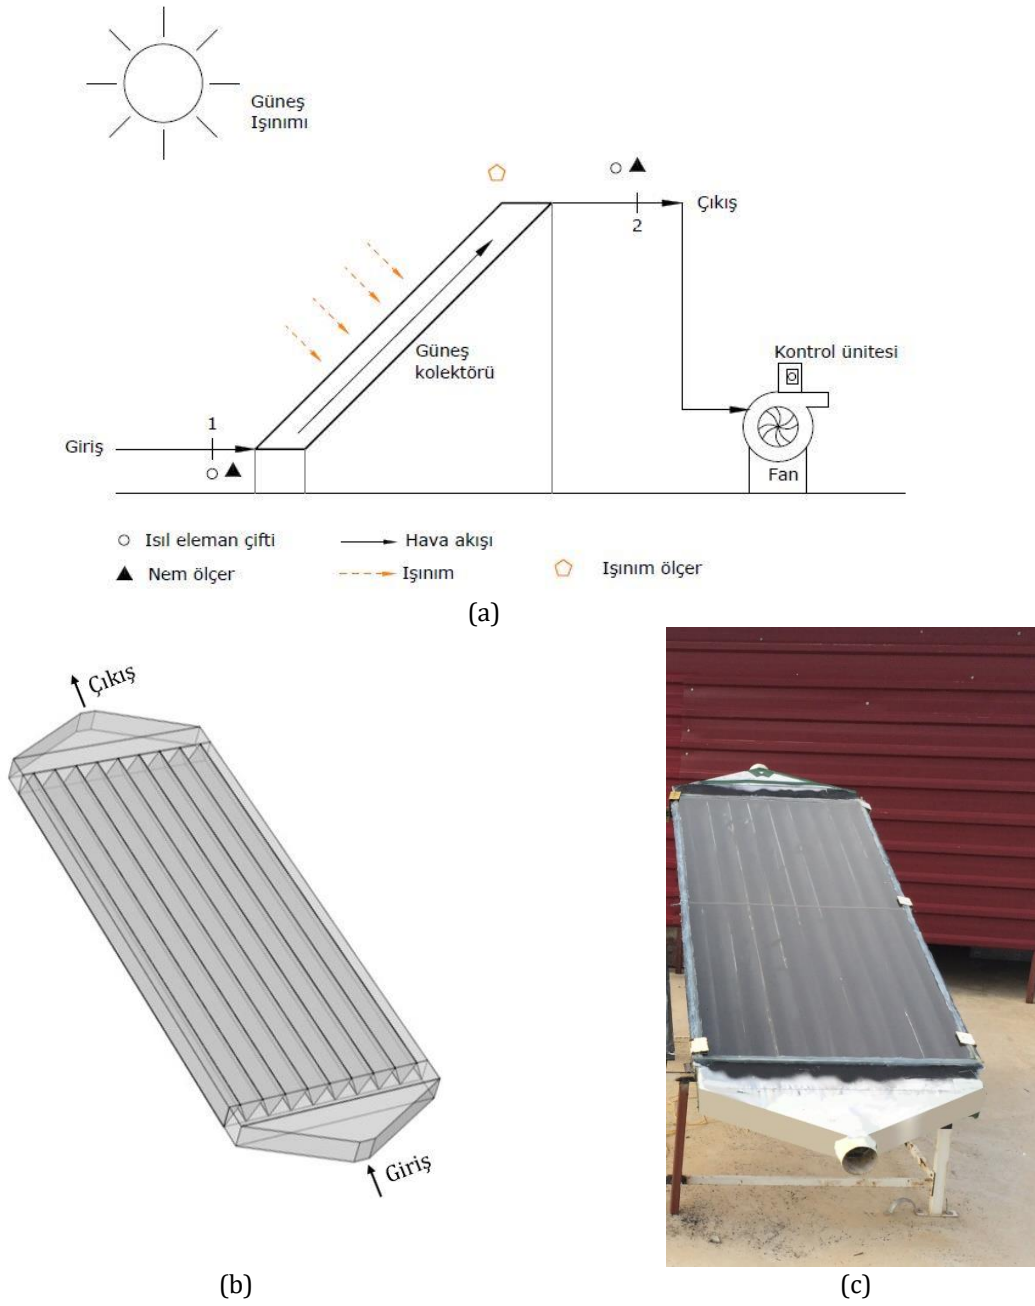 Güneş
Işınımı
Çıkış
2
Güneş
kolektörü
Kontrol ünitesi
1
Giriş
Fan
Isıl eleman çifti
Hava akışı
Işınım ölçer
Nem ölçer
Işınım
(a)
Çıkış
Giriş
(b)
(c)